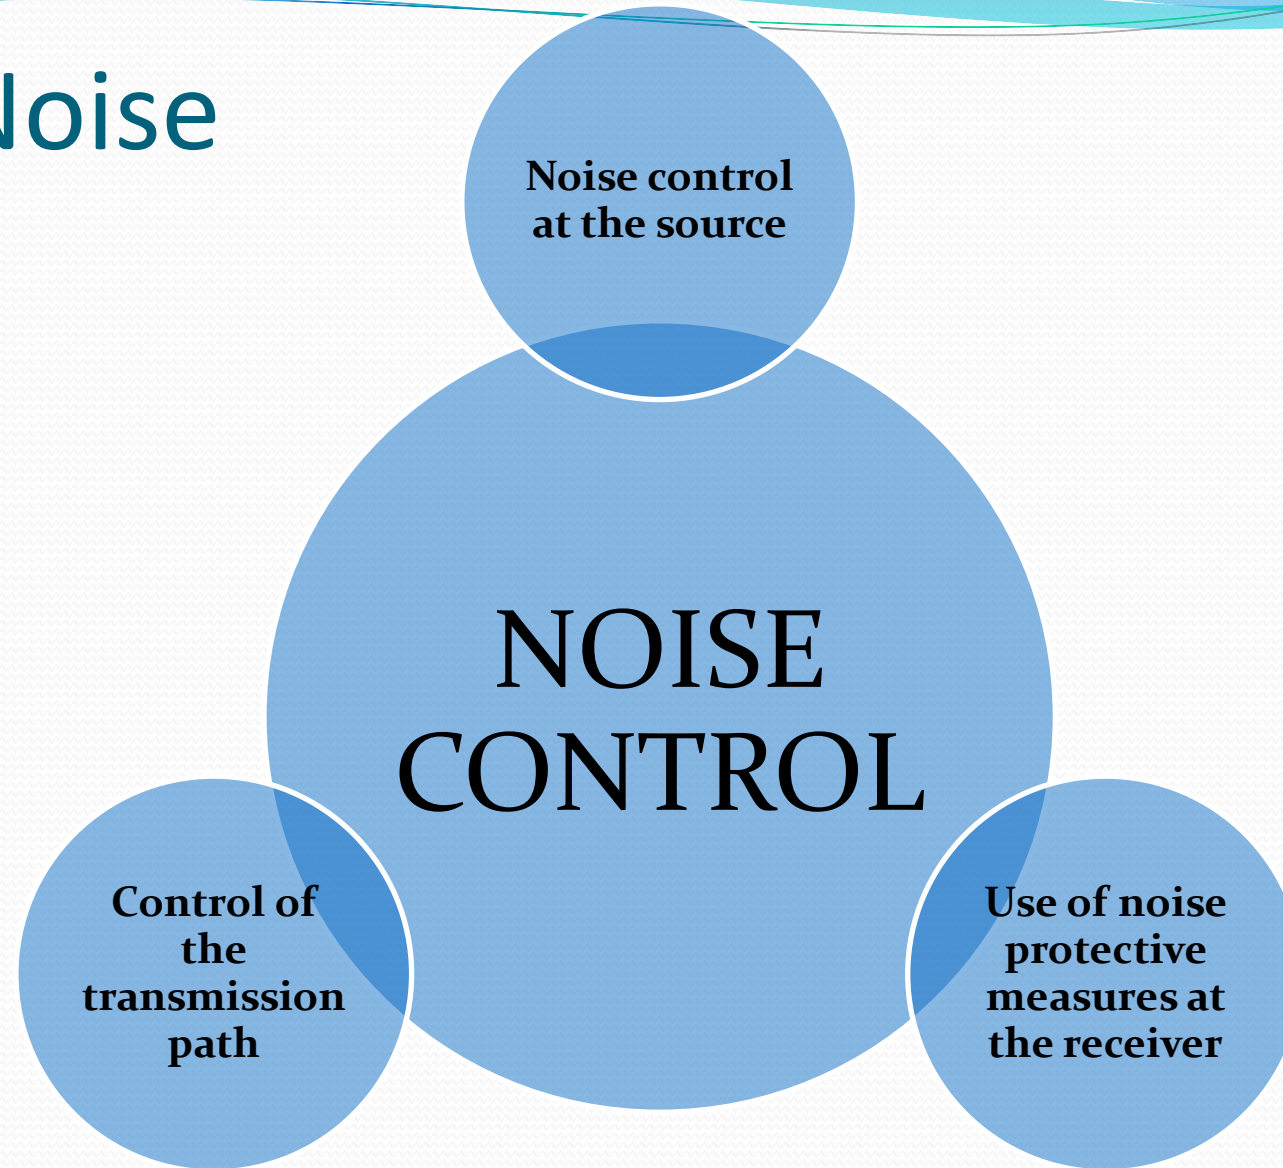 Noise
Noise control
at the source
NOISE
CONTROL
Control of
the
transmission
path
Use of noise
protective
measures at
the receiver